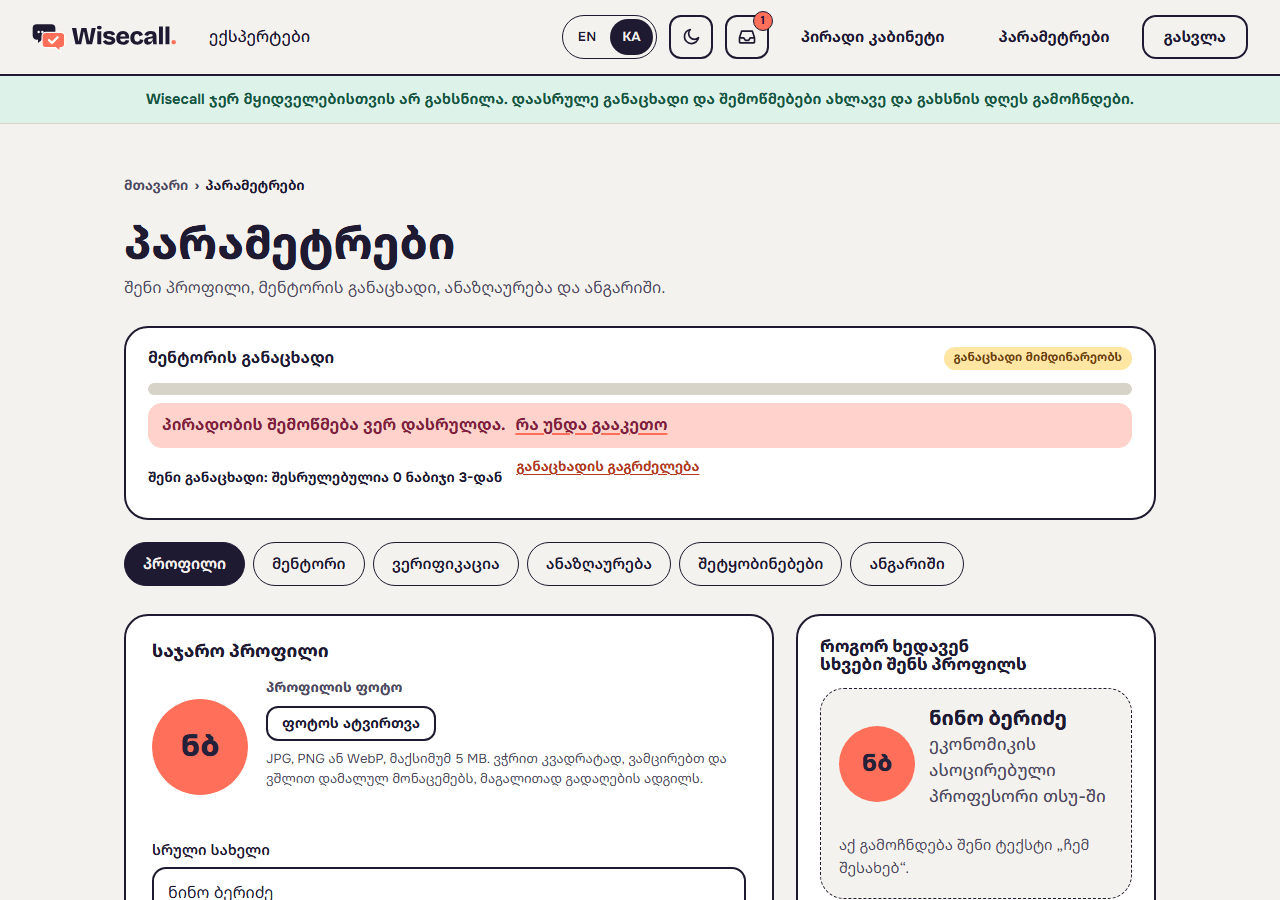 Wisecall.
ექსპერტები
EN
KA
1
პირადი კაბინეტი
პარამეტრები
გასვლა
Wisecall ჯერ მყიდველებისთვის არ გახსნილა. დაასრულე განაცხადი და შემოწმებები ახლავე და გახსნის დღეს გამოჩნდები.
მთავარი › პარამეტრები
პარამეტრები
შენი პროფილი, მენტორის განაცხადი, ანაზღაურება და ანგარიში.
მენტორის განაცხადი
განაცხადი მიმდინარეობს
პირადობის შემოწმება ვერ დასრულდა. რა უნდა გააკეთო
შენი განაცხადი: შესრულებულია 0 ნაბიჯი 3-დან
განაცხადის გაგრძელება
პროფილი
მენტორი
ვერიფიკაცია
ანაზღაურება
შეტყობინებები
ანგარიში
საჯარო პროფილი
პროფილის ფოტო
ნბ
ფოტოს ატვირთვა
JPG, PNG ან WebP, მაქსიმუმ 5 MB. ვჭრით კვადრატად, ვამცირებთ და
ვშლით დამალულ მონაცემებს, მაგალითად გადაღების ადგილს.
სრული სახელი
ნინო ბერიძე
როგორ ხედავენ
სხვები შენს პროფილს
ნბ
ნინო ბერიძე
ეკონომიკის
ასოცირებული
პროფესორი თსუ-ში
აქ გამოჩნდება შენი ტექსტი „ჩემ
შესახებ“.